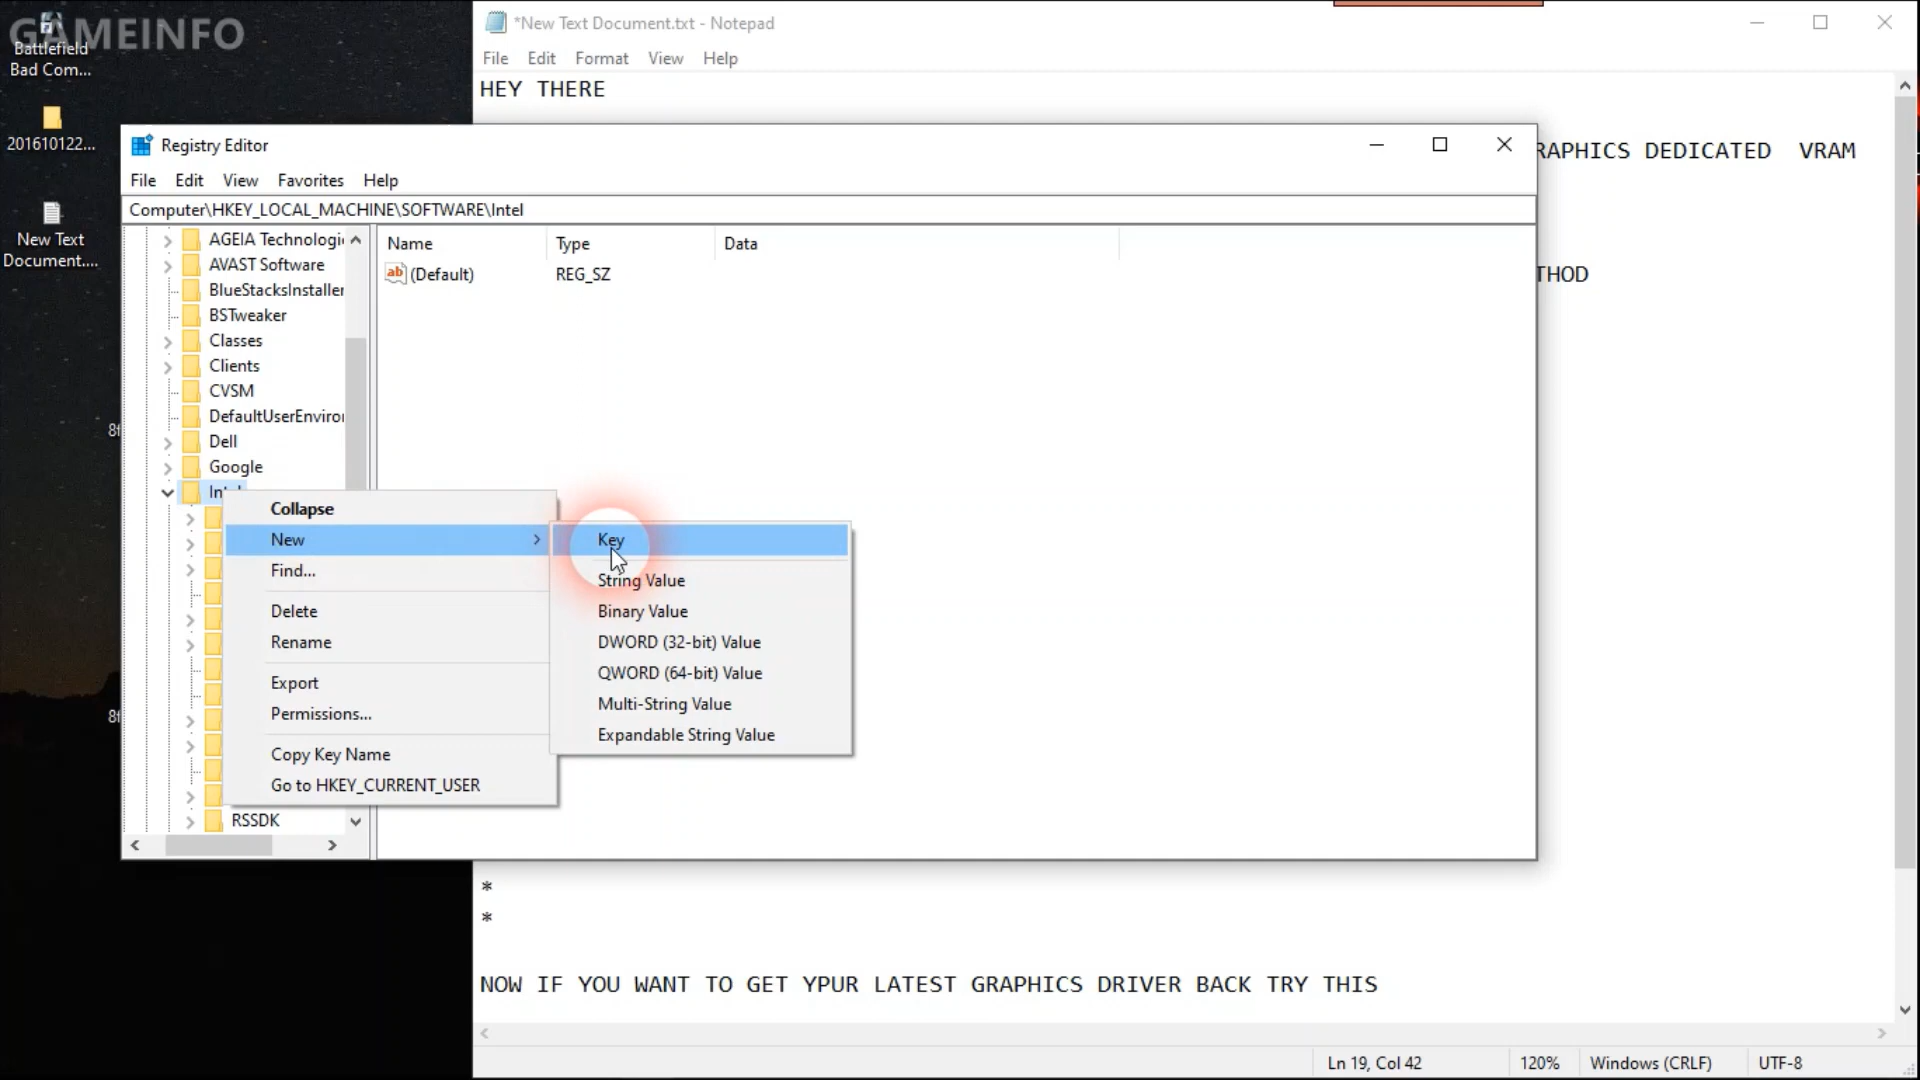 GAMEINFO
Battlefield
Bad Com...
201610122...
New Text
Document....
*New Text Document.txt - Notepad
File Edit Format View Help
HEY THERE
RAPHICS DEDICATED VRAM
THOD
Registry Editor
File Edit View Favorites Help
Computer\HKEY_LOCAL_MACHINE\SOFTWARE\Intel
Name Type Data
ab (Default) REG_SZ
AGEIA Technologi
AVAST Software
BlueStacksInstaller
BSTweaker
Classes
Clients
CVSM
DefaultUserEnviro
Dell
Google
Intel
RSSDK
Collapse
New
Find...
Delete
Rename
Export
Permissions...
Copy Key Name
Go to HKEY_CURRENT_USER
Key
String Value
Binary Value
DWORD (32-bit) Value
QWORD (64-bit) Value
Multi-String Value
Expandable String Value
*
*
NOW IF YOU WANT TO GET YPUR LATEST GRAPHICS DRIVER BACK TRY THIS
Ln 19, Col 42 120% Windows (CRLF) UTF-8